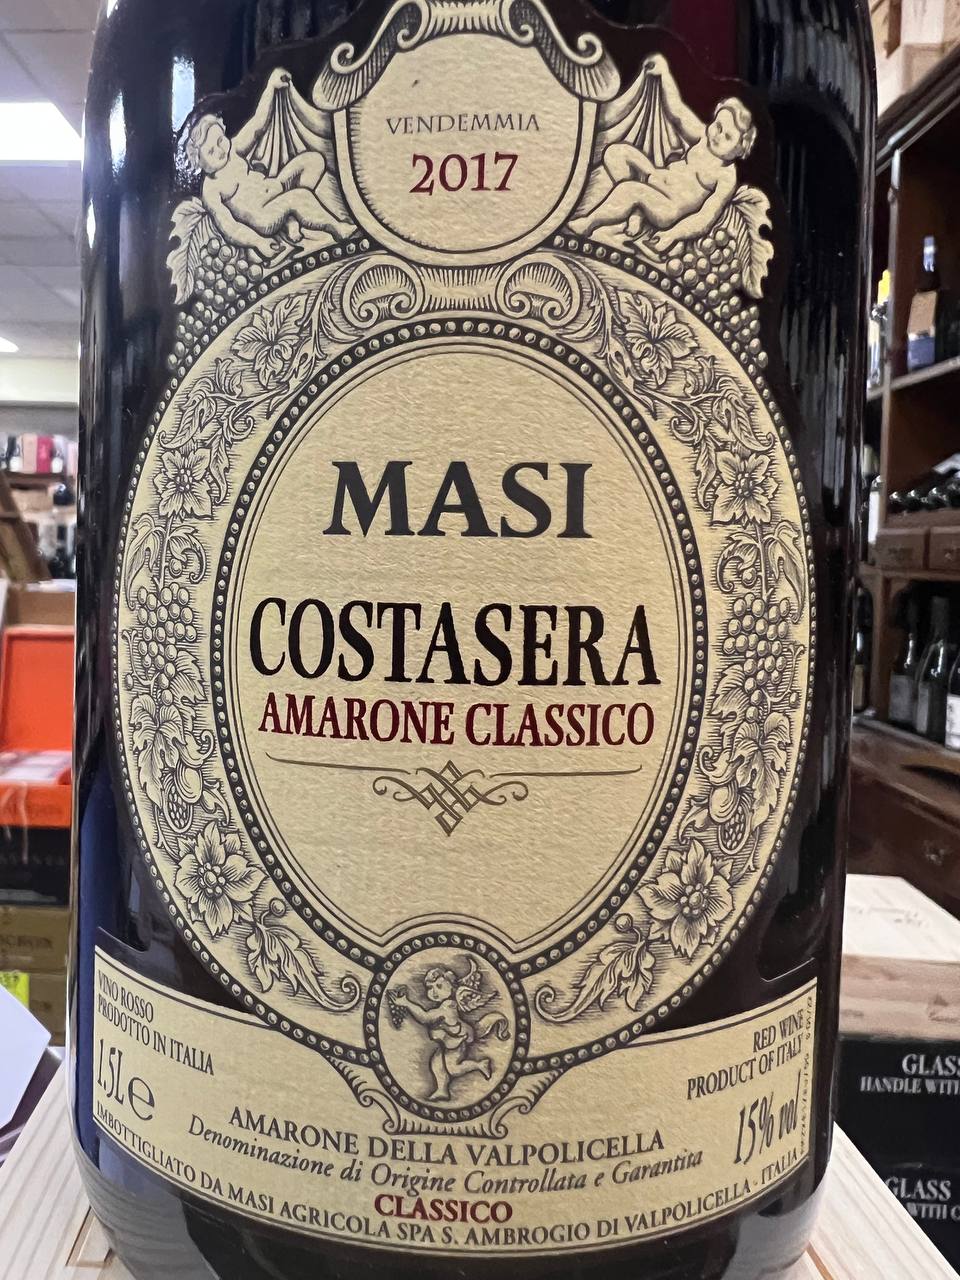 VENDEMMIA
2017
MASI
COSTASERA
AMARONE CLASSICO
VINO ROSSO
PRODOTTO IN ITALIA
1.5L e
RED WINE
PRODUCT OF ITALY
15% vol
AMARONE DELLA VALPOLICELLA
Denominazione di Origine Controllata e Garantita
CLASSICO
IMBOTTIGLIATO DA MASI AGRICOLA SPA S. AMBROGIO DI VALPOLICELLA - ITALIA
GLASS
HANDLE WITH
GLASS
WITH